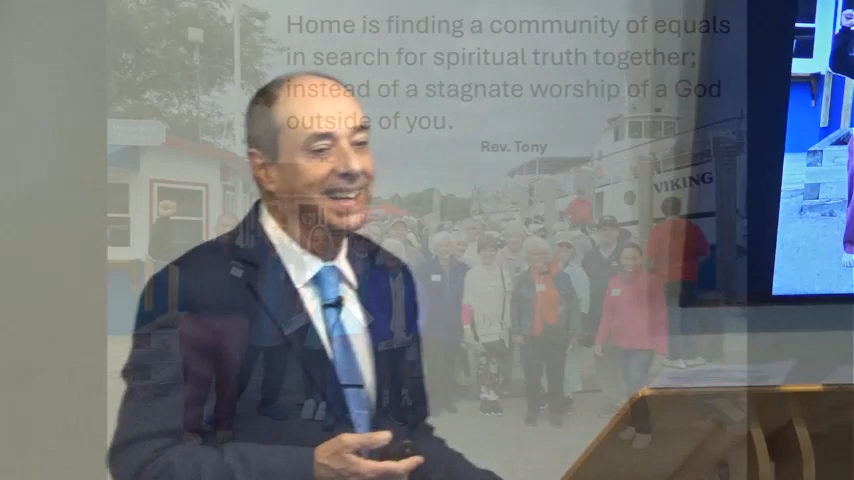 Home is finding a community of equals
in search for spiritual truth together;
instead of a stagnate worship of a God
outside of you.
Rev. Tony
VIKING